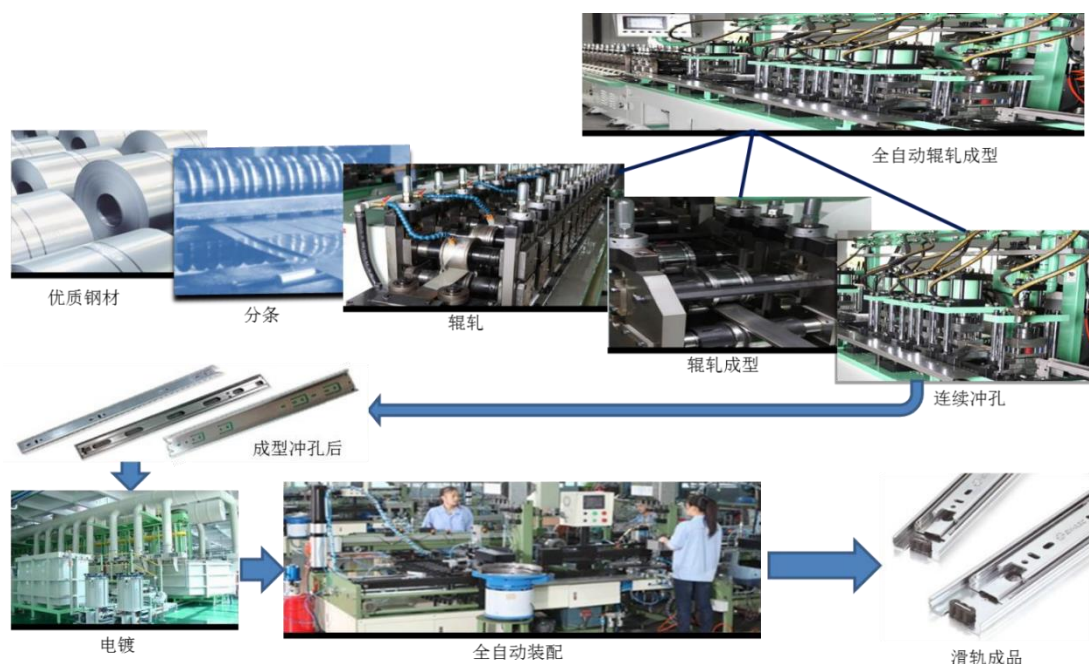 全自动辊轧成型
优质钢材
分条
辊轧
辊轧成型
连续冲孔
成型冲孔后
电镀
全自动装配
滑轨成品